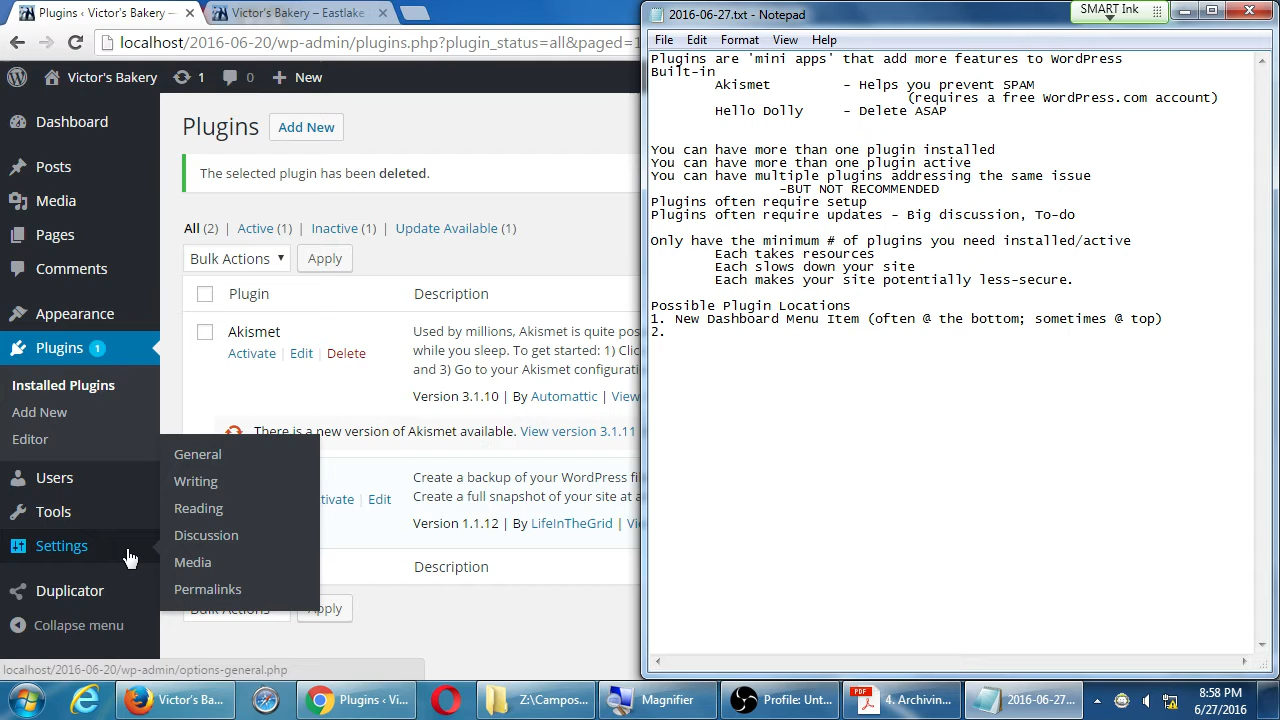 Plugins ‹ Victor's Bakery —
Victor's Bakery – Eastlake
localhost/2016-06-20/wp-admin/plugins.php?plugin_status=all&paged=1
Victor's Bakery
1
0
New
Dashboard
Posts
Media
Pages
Comments
Appearance
Plugins 1
Installed Plugins
Add New
Editor
Users
Tools
Settings
Duplicator
Collapse menu
General
Writing
Reading
Discussion
Media
Permalinks
localhost/2016-06-20/wp-admin/options-general.php
Plugins Add New
The selected plugin has been deleted.
All (2) | Active (1) | Inactive (1) | Update Available (1)
Bulk Actions Apply
Plugin Description
Akismet
Activate | Edit | Delete
Used by millions, Akismet is quite pos
while you sleep. To get started: 1) Clic
and 3) Go to your Akismet configurati
Version 3.1.10 | By Automattic | View
There is a new version of Akismet available. View version 3.1.11
tivate | Edit
Create a backup of your WordPress fi
Create a full snapshot of your site at a
Version 1.1.12 | By LifeInTheGrid | Vi
Description
Bulk Actions Apply
2016-06-27.txt - Notepad
SMART Ink
File Edit Format View Help
Plugins are 'mini apps' that add more features to WordPress
Built-in
Akismet - Helps you prevent SPAM
(requires a free WordPress.com account)
Hello Dolly - Delete ASAP
You can have more than one plugin installed
You can have more than one plugin active
You can have multiple plugins addressing the same issue
-BUT NOT RECOMMENDED
Plugins often require setup
Plugins often require updates - Big discussion, To-do
Only have the minimum # of plugins you need installed/active
Each takes resources
Each slows down your site
Each makes your site potentially less-secure.
Possible Plugin Locations
1. New Dashboard Menu Item (often @ the bottom; sometimes @ top)
2.
Victor's Ba...
Plugins ‹ Vi...
Z:\Campos...
Magnifier
Profile: Unt...
4. Archivin...
2016-06-27...
8:58 PM
6/27/2016